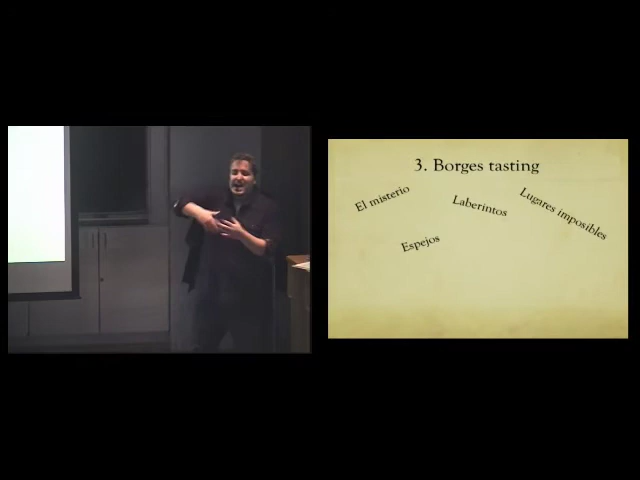 3. Borges tasting
El misterio
Laberintos
Lugares imposibles
Espejos